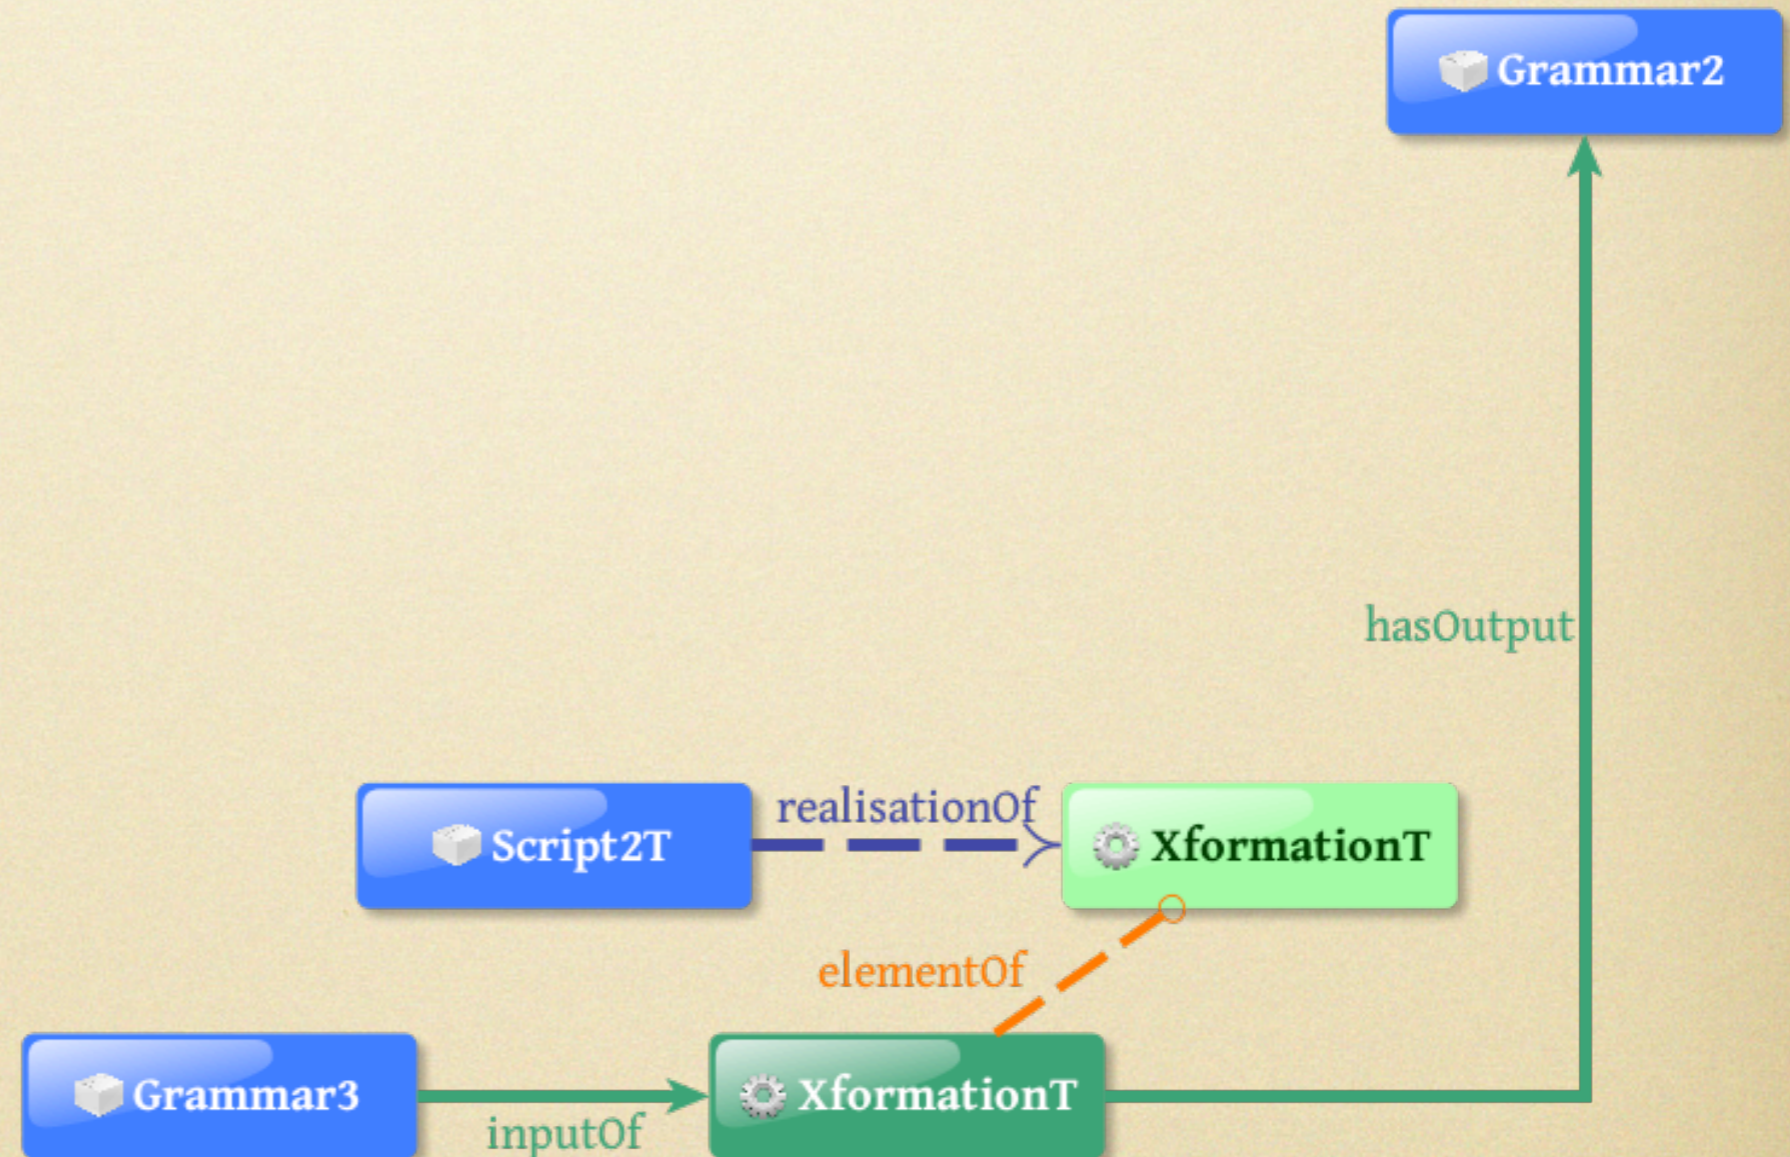 Grammar2
hasOutput
realisationOf
Script2T
XformationT
elementOf
Grammar3
XformationT
inputOf